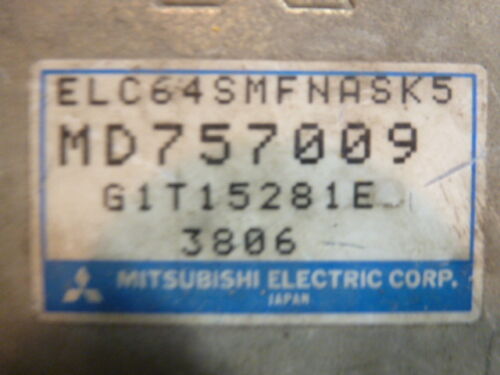 ELC64SMFNASK5
MD757009
G1T15281E
3806
MITSUBISHI ELECTRIC CORP.
JAPAN